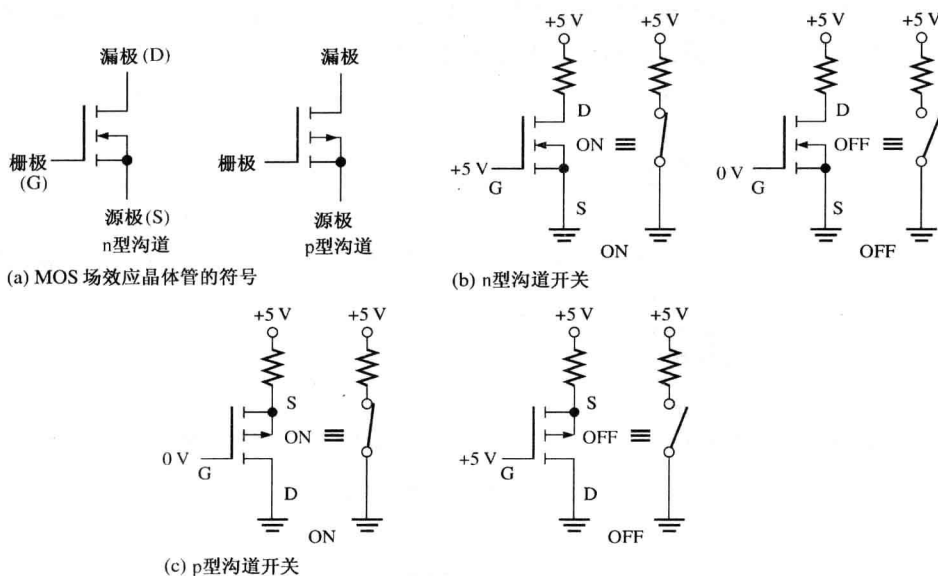 漏极(D)
栅极
(G)
源极(S)
n型沟道
漏极
栅极
源极
p型沟道
(a) MOS 场效应晶体管的符号
+5 V
D
ON
+5 V
G
S
+5 V
ON
+5 V
D
OFF
0 V
G
S
+5 V
OFF
(b) n型沟道开关
+5 V
S
ON
0 V
G
D
+5 V
ON
+5 V
S
OFF
+5 V
G
D
+5 V
OFF
(c) p型沟道开关